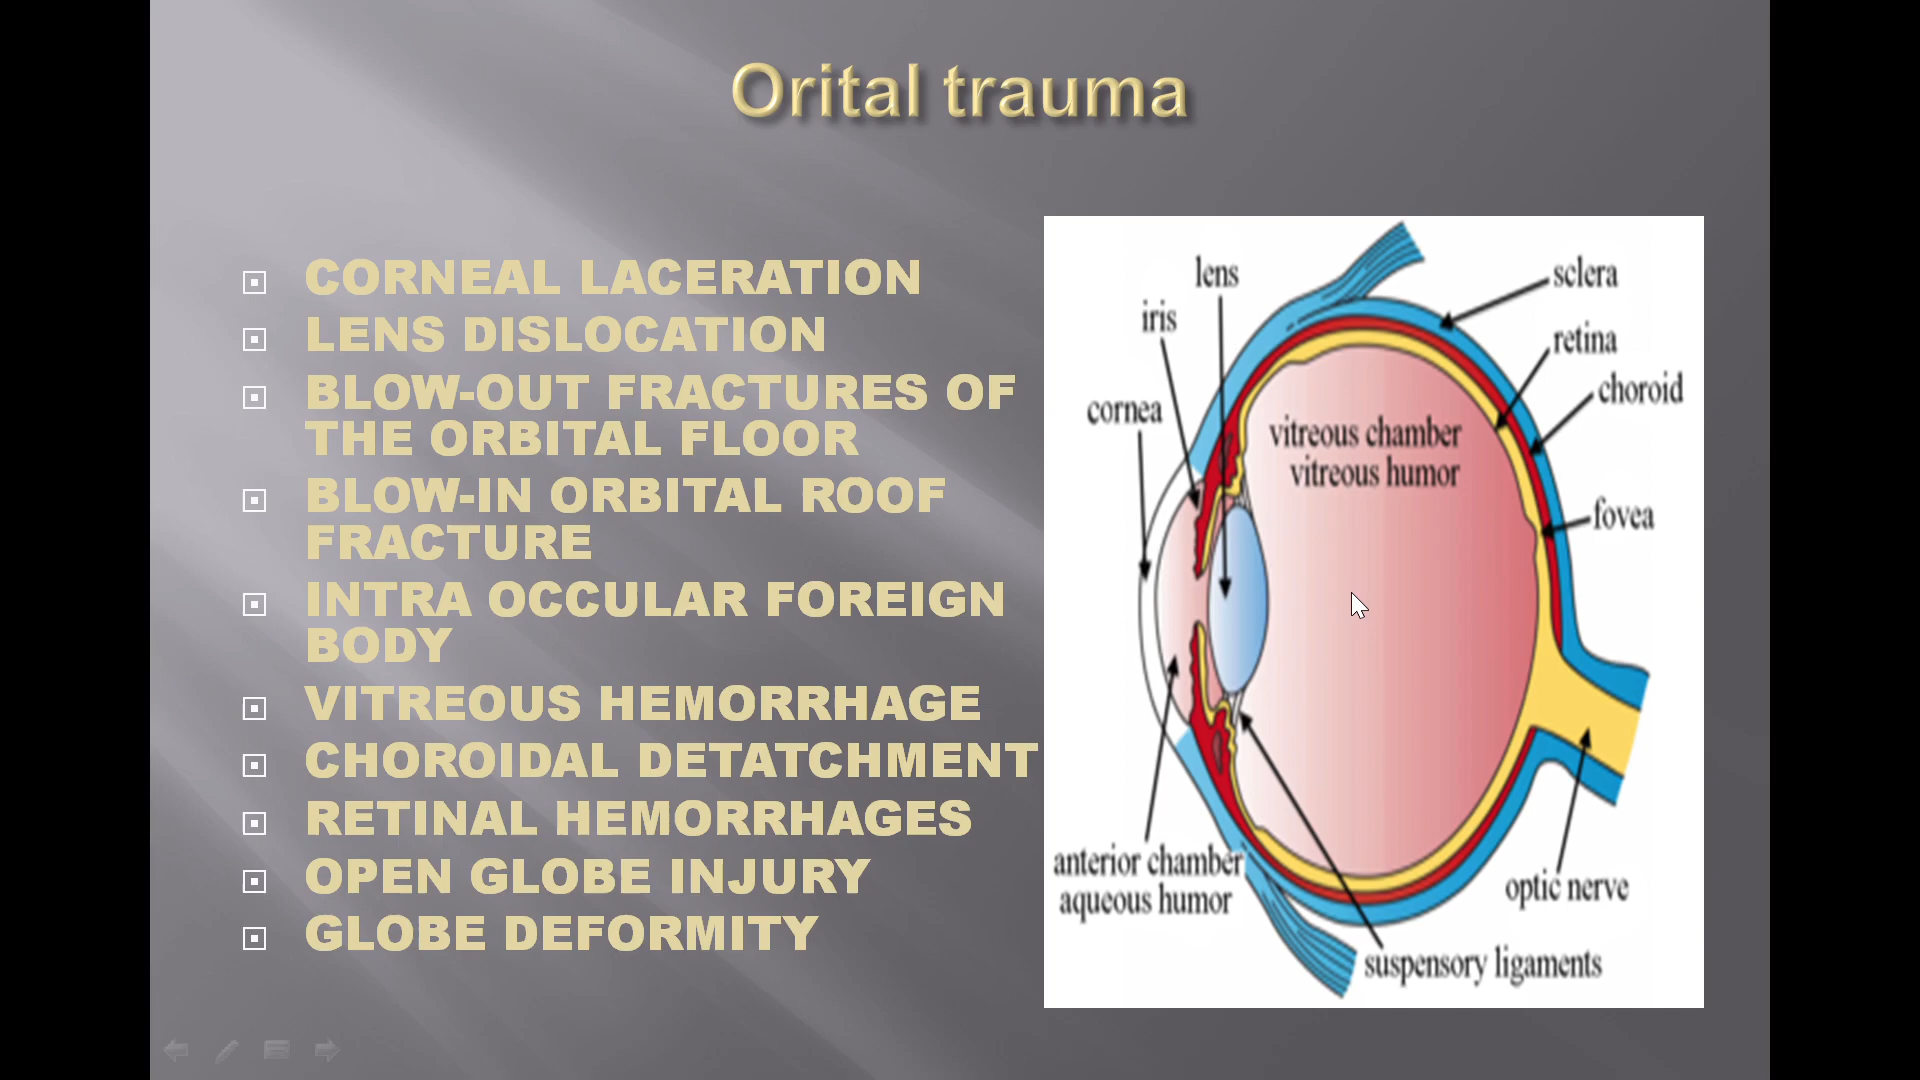 Orital trauma
CORNEAL LACERATION
LENS DISLOCATION
BLOW-OUT FRACTURES OF
THE ORBITAL FLOOR
BLOW-IN ORBITAL ROOF
FRACTURE
INTRA OCCULAR FOREIGN
BODY
VITREOUS HEMORRHAGE
CHOROIDAL DETATCHMENT
RETINAL HEMORRHAGES
OPEN GLOBE INJURY
GLOBE DEFORMITY
lens
sclera
iris
retina
choroid
cornea
vitreous chamber
vitreous humor
fovea
anterior chamber
aqueous humor
optic nerve
suspensory ligaments